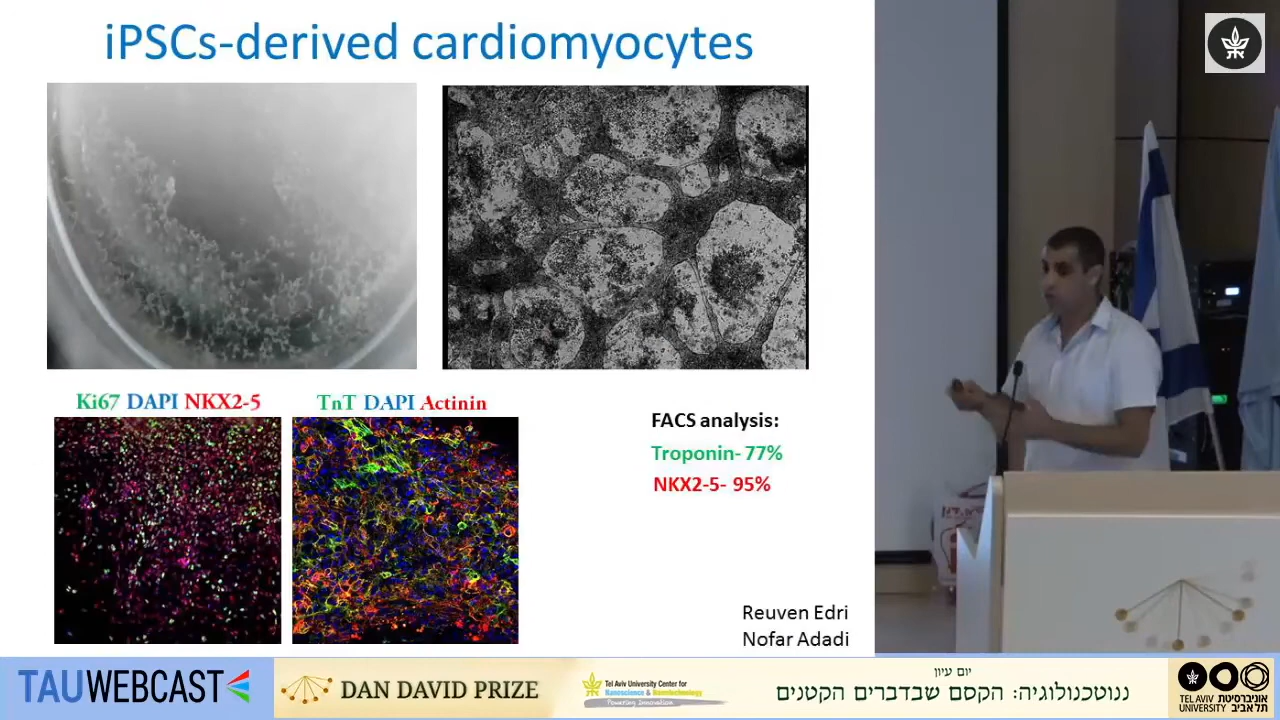 iPSCs-derived cardiomyocytes
Ki67 DAPI NKX2-5
TnT DAPI Actinin
FACS analysis:
Troponin- 77%
NKX2-5- 95%
Reuven Edri
Nofar Adadi
TAUWEBCAST
DAN DAVID PRIZE
Tel Aviv University Center for
Nanoscience & Nanotechnology
Powering Innovation
יום עיון
ננוטכנולוגיה: הקסם שבדברים הקטנים
TEL AVIV UNIVERSITY
אוניברסיטת תל אביב